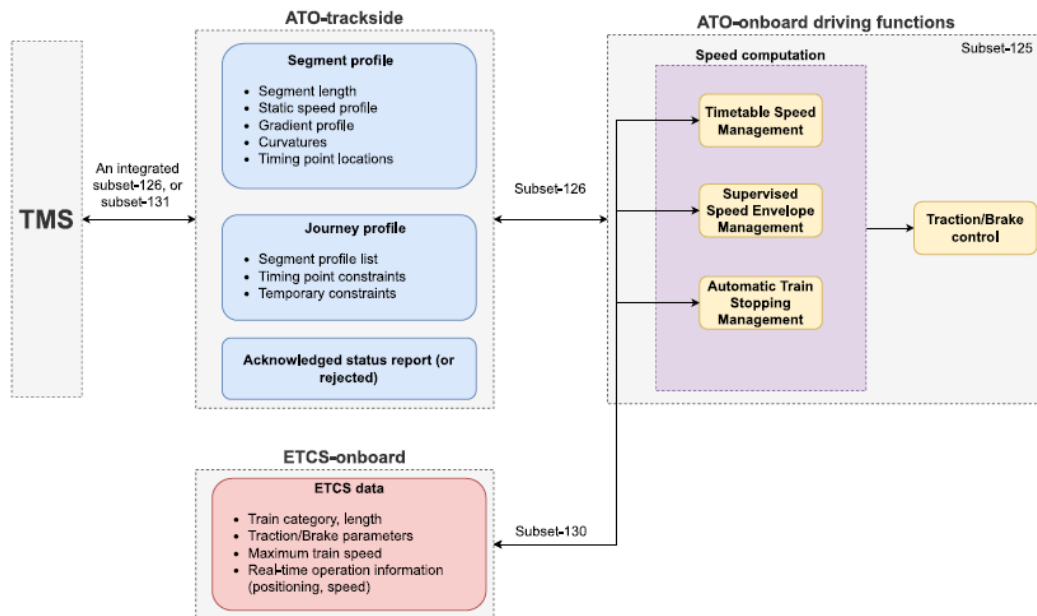 TMS
An integrated
subset-126, or
subset-131
ATO-trackside
Segment profile
• Segment length
• Static speed profile
• Gradient profile
• Curvatures
• Timing point locations
Journey profile
• Segment profile list
• Timing point constraints
• Temporary constraints
Acknowledged status report (or
rejected)
Subset-126
ATO-onboard driving functions
Subset-125
Speed computation
Timetable Speed
Management
Supervised
Speed Envelope
Management
Automatic Train
Stopping
Management
Traction/Brake
control
ETCS-onboard
ETCS data
• Train category, length
• Traction/Brake parameters
• Maximum train speed
• Real-time operation information
(positioning, speed)
Subset-130